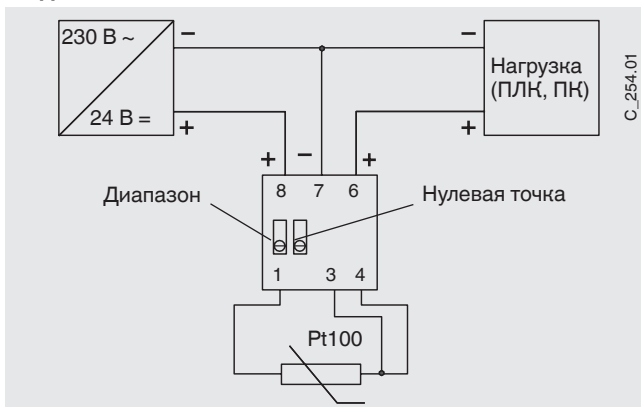 230 В ~
24 В =
–
+
–
+
Нагрузка
(ПЛК, ПК)
C_254.01
+
–
+
8 7 6
Диапазон
Нулевая точка
1 3 4
Pt100